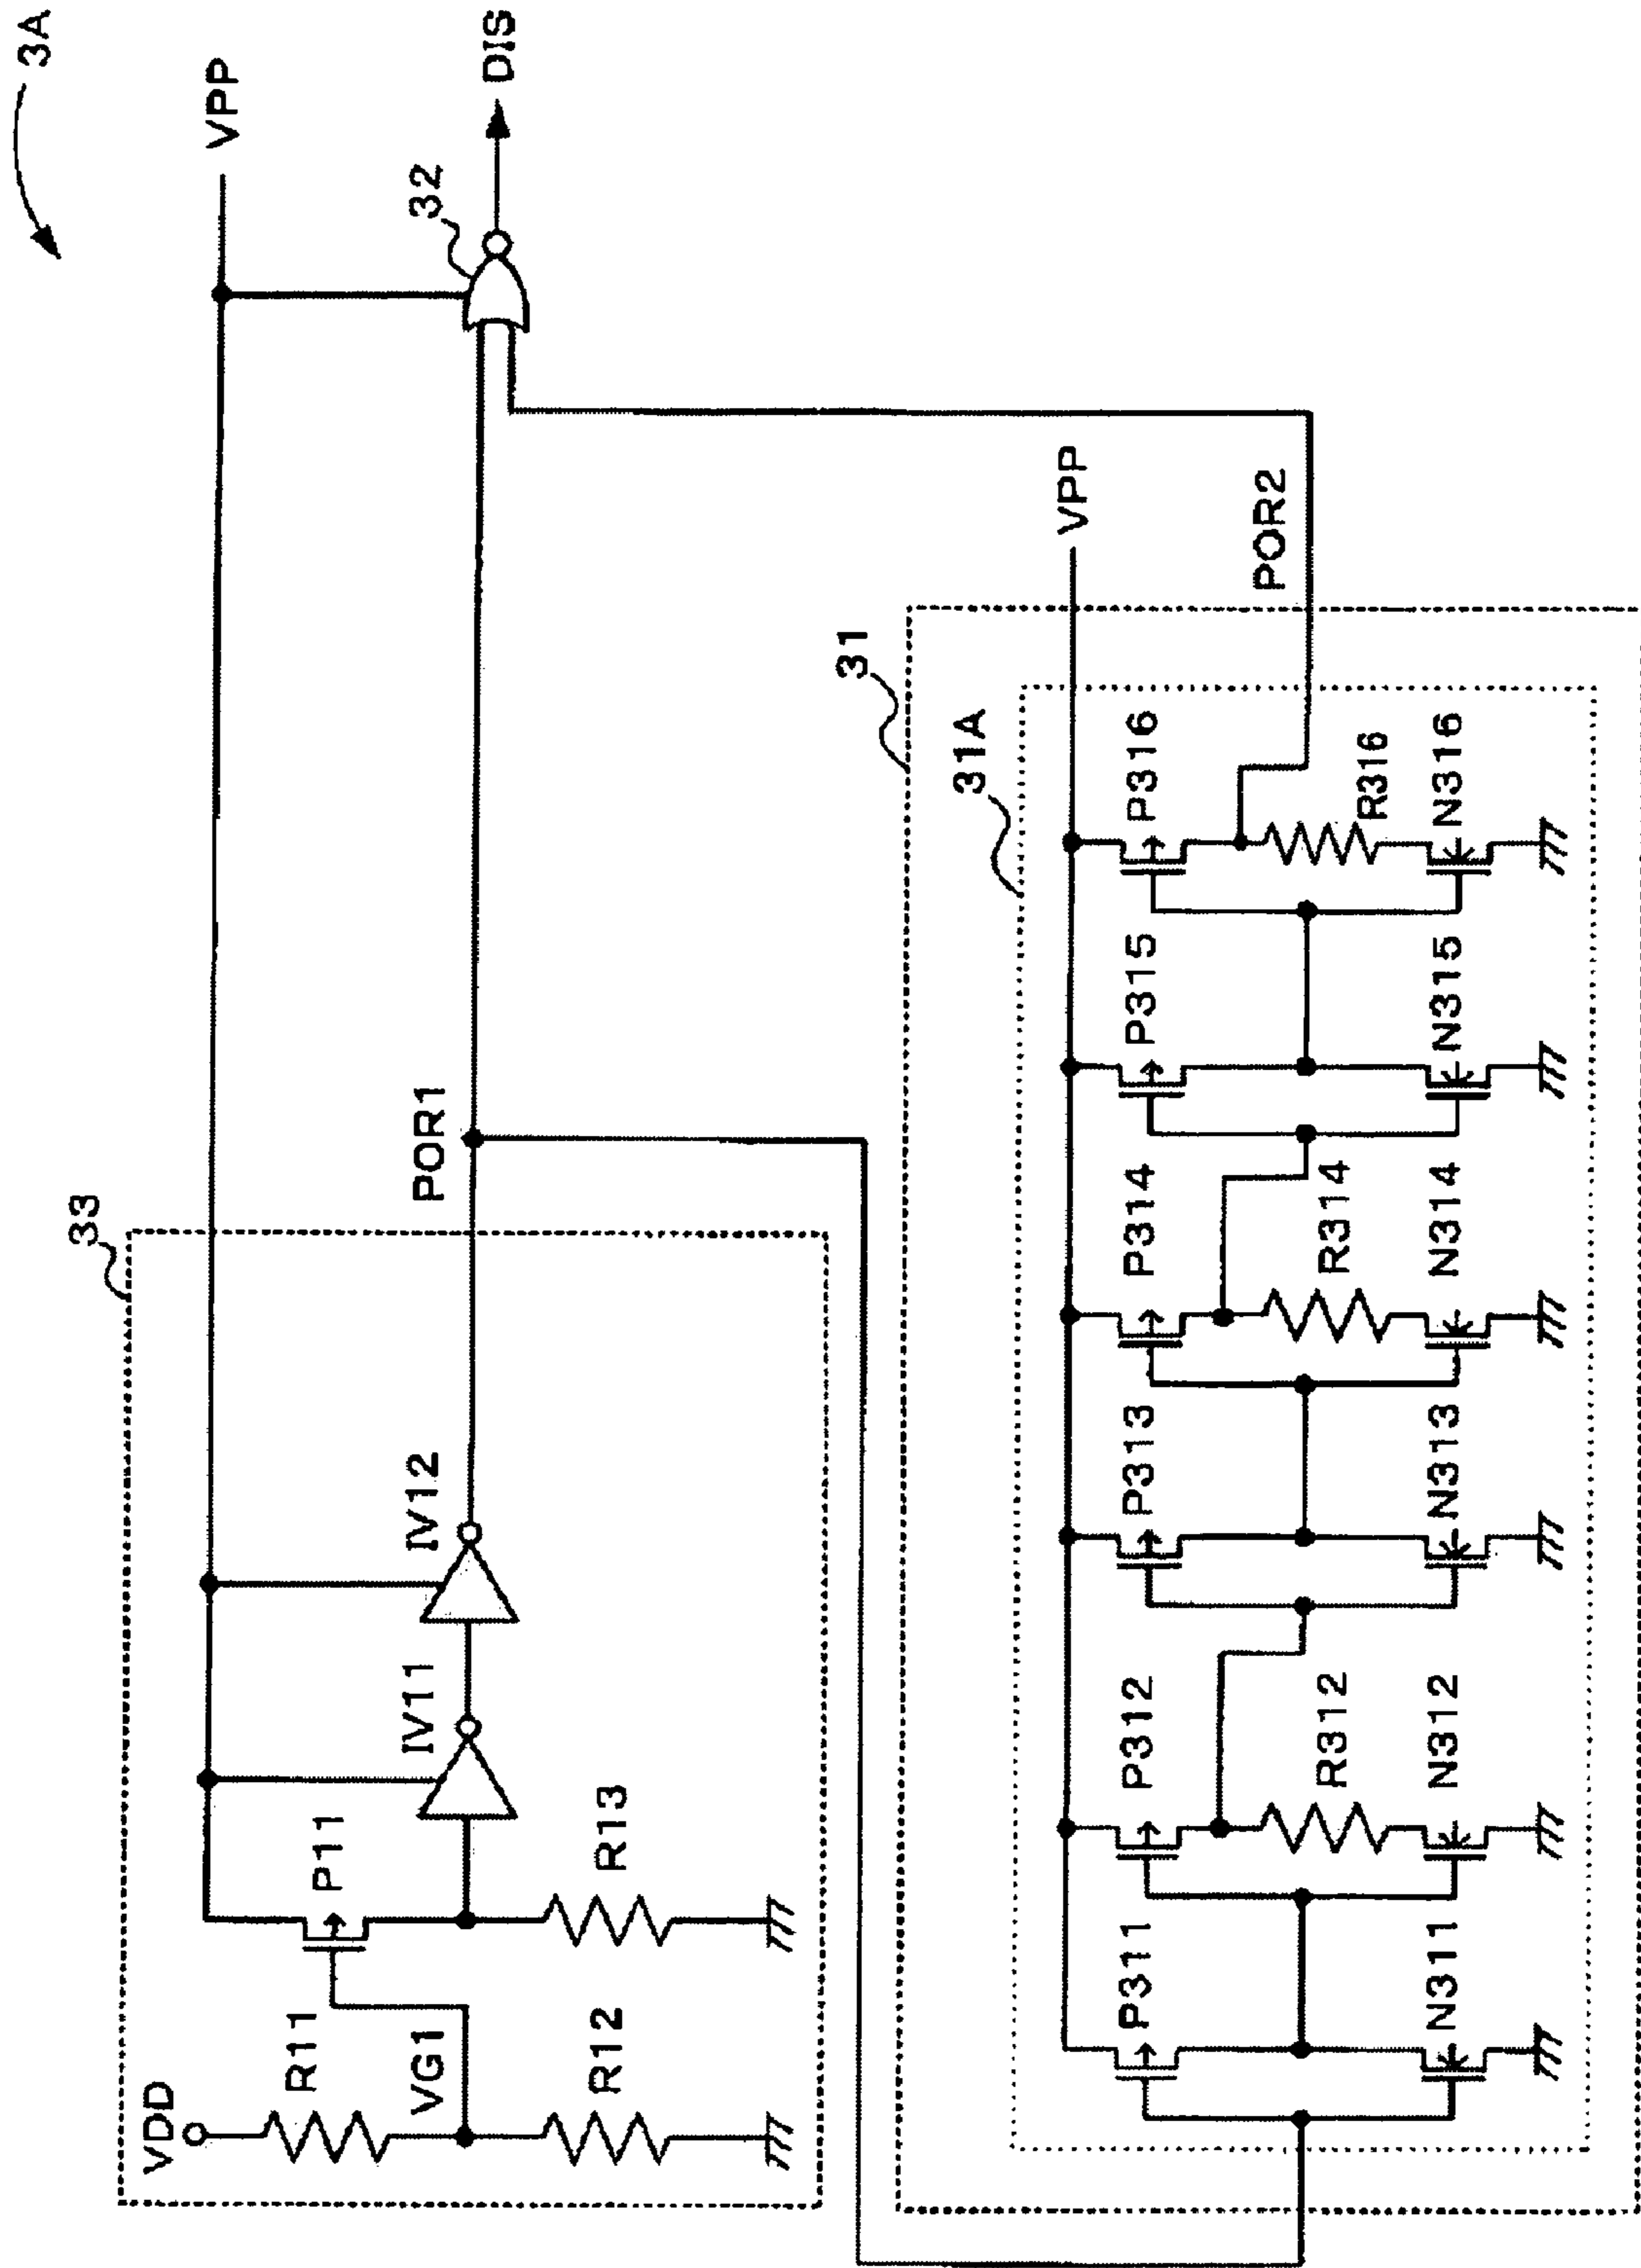 3A
VPP
DIS
32
33
POR1
IV12
IV11
P11
R13
VDD
R11
VG1
R12
31
31A
VPP
POR2
P311
P312
P313
P314
P315
P316
R312
R314
R316
N311
N312
N313
N314
N315
N316